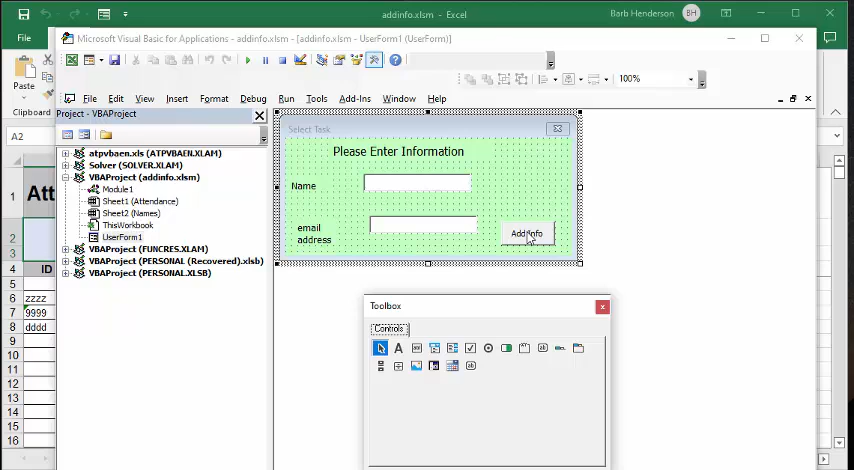 addinfo.xlsm - Excel
Barb Henderson
BH
File
Microsoft Visual Basic for Applications - addinfo.xlsm - [addinfo.xlsm - UserForm1 (UserForm)]
100%
Paste
Clipboard
File Edit View Insert Format Debug Run Tools Add-Ins Window Help
Project - VBAProject
A2
atpvbaen.xls (ATPVBAEN.XLAM)
Solver (SOLVER.XLAM)
VBAProject (addinfo.xlsm)
Module1
Sheet1 (Attendance)
Sheet2 (Names)
ThisWorkbook
UserForm1
VBAProject (FUNCRES.XLAM)
VBAProject (PERSONAL (Recovered).xlsb)
VBAProject (PERSONAL.XLSB)
Select Task
Please Enter Information
Name
email
address
Add Info
Toolbox
Controls
1 Att
2
3
4 ID
5
6 zzzz
7 9999
8 dddd
9
10
11
12
13
14
15
16